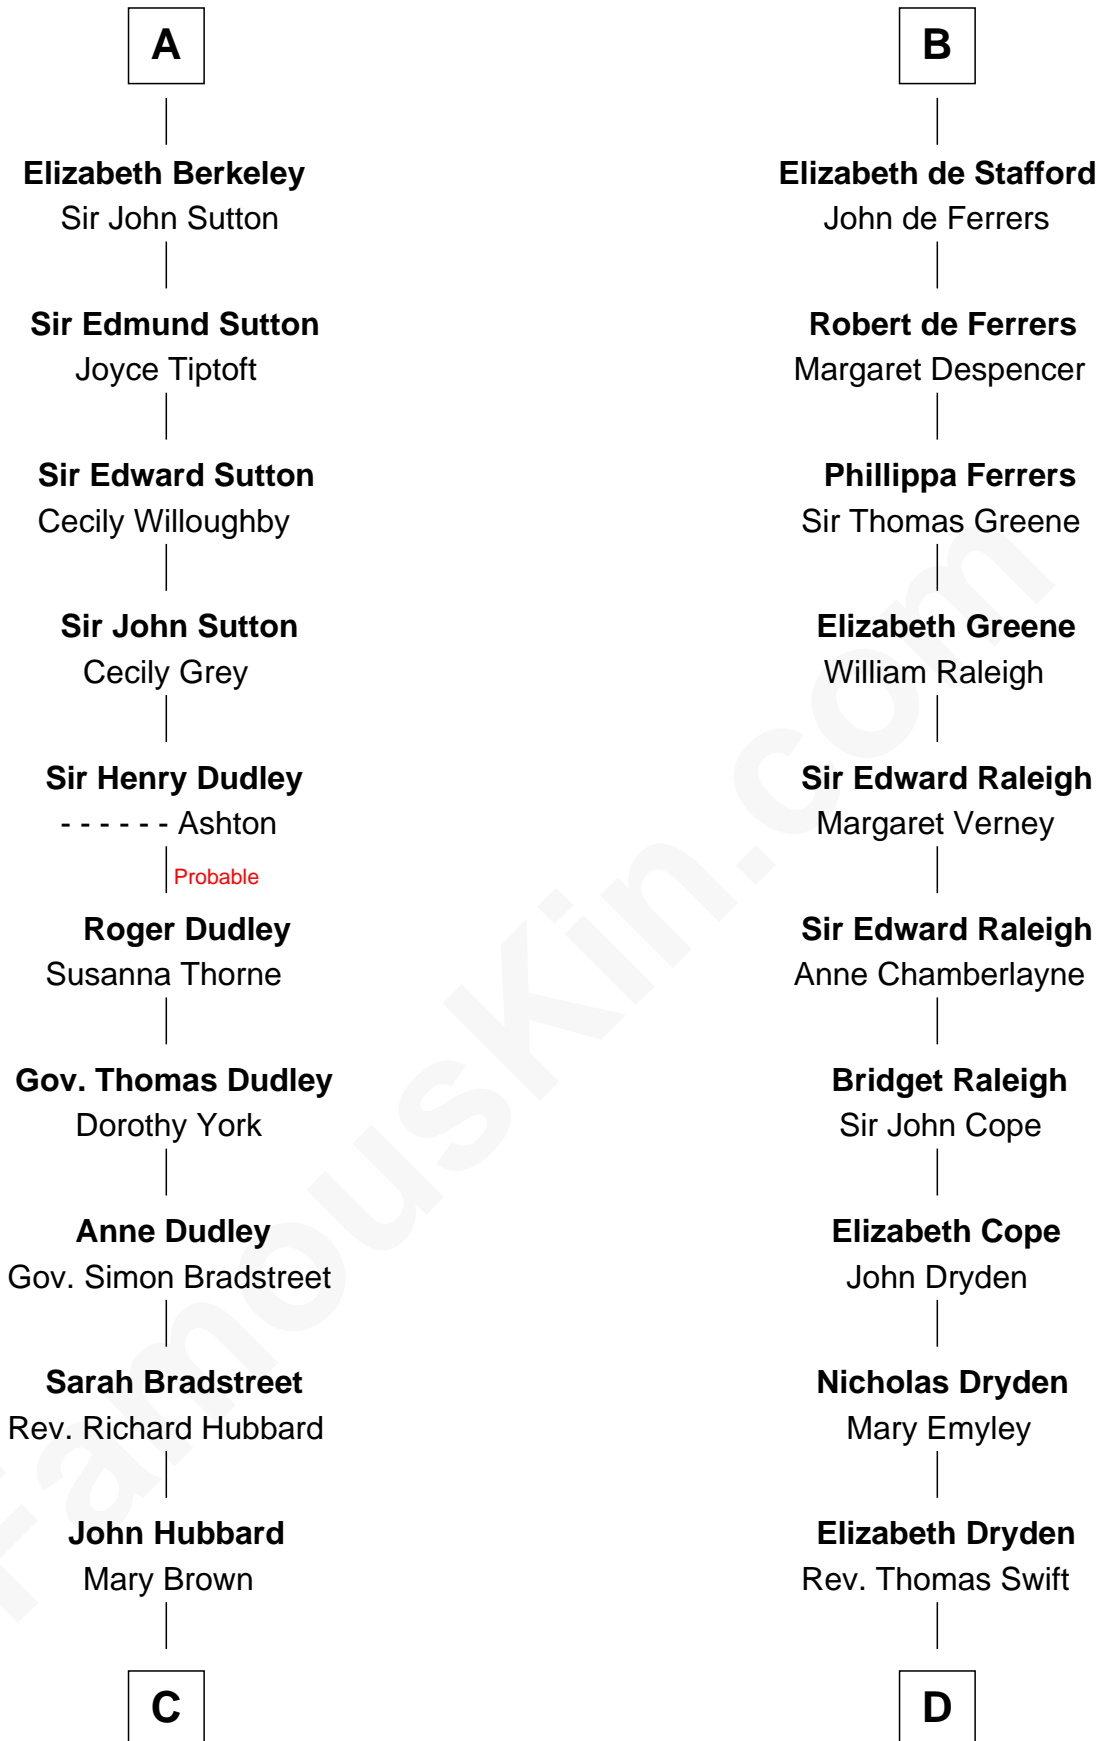 A
Elizabeth Berkeley
Sir John Sutton
Sir Edmund Sutton
Joyce Tiptoft
Sir Edward Sutton
Cecily Willoughby
Sir John Sutton
Cecily Grey
Sir Henry Dudley
- - - - - - Ashton
Probable
Roger Dudley
Susanna Thorne
Gov. Thomas Dudley
Dorothy York
Anne Dudley
Gov. Simon Bradstreet
Sarah Bradstreet
Rev. Richard Hubbard
John Hubbard
Mary Brown
C
B
Elizabeth de Stafford
John de Ferrers
Robert de Ferrers
Margaret Despencer
Phillippa Ferrers
Sir Thomas Greene
Elizabeth Greene
William Raleigh
Sir Edward Raleigh
Margaret Verney
Sir Edward Raleigh
Anne Chamberlayne
Bridget Raleigh
Sir John Cope
Elizabeth Cope
John Dryden
Nicholas Dryden
Mary Emyley
Elizabeth Dryden
Rev. Thomas Swift
D
FamousKin.com